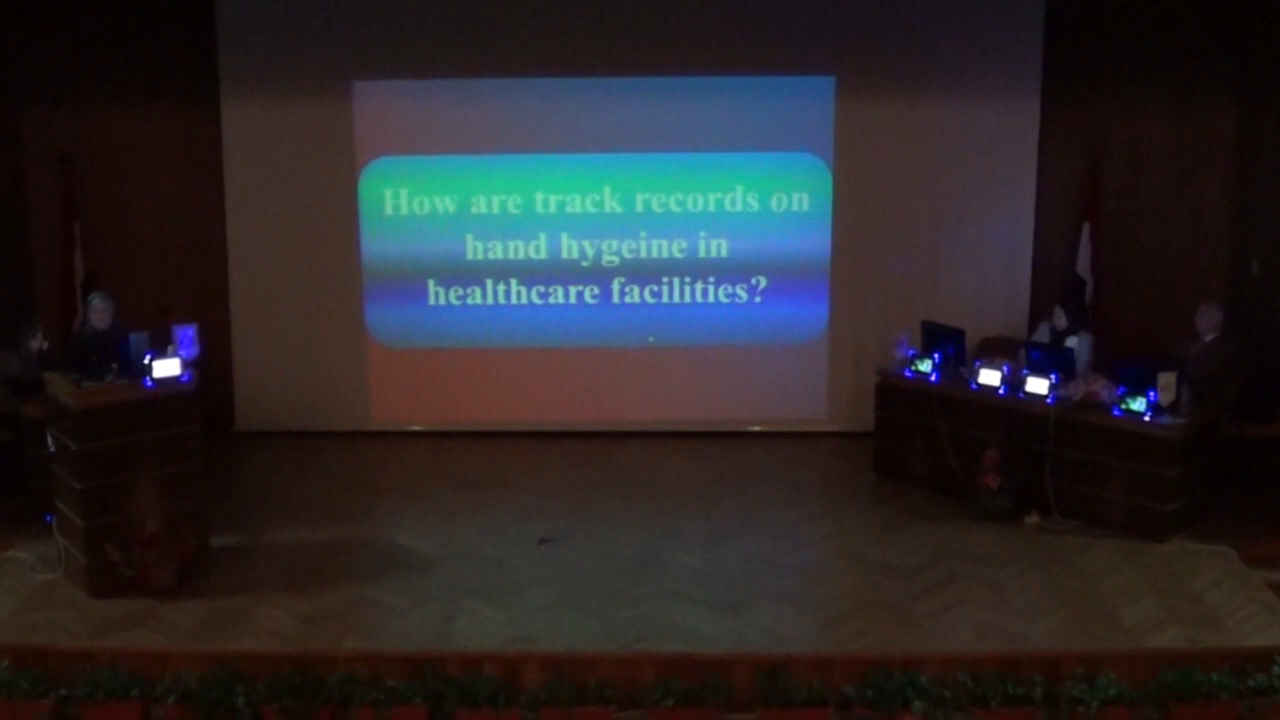 How are track records on
hand hygeine in
healthcare facilities?